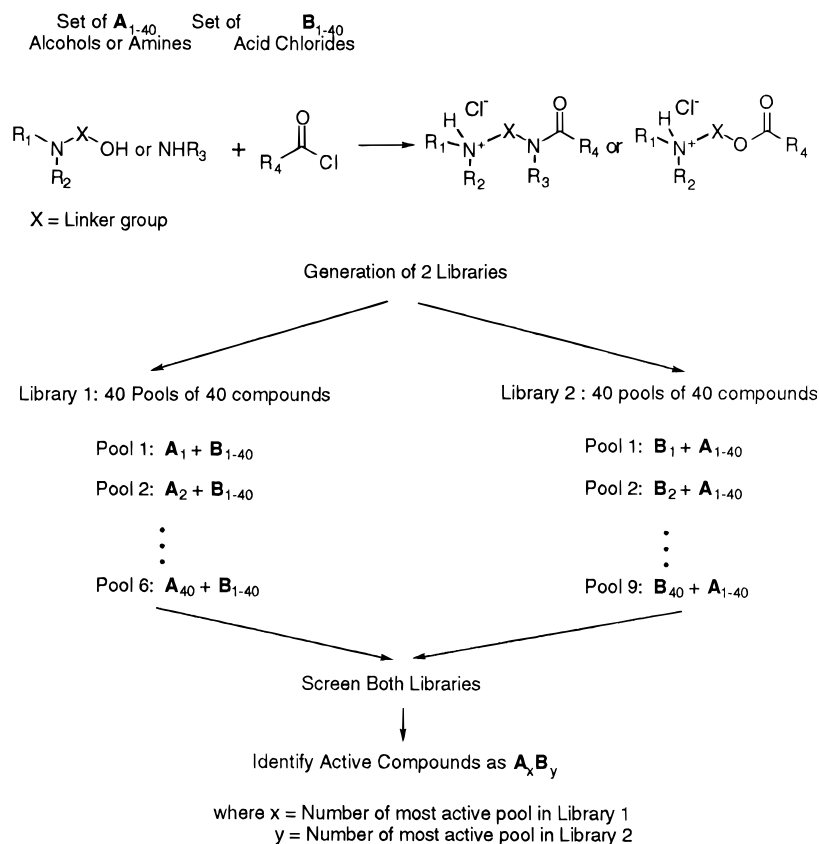 Set of A₁₋₄₀ Set of B₁₋₄₀
Alcohols or Amines Acid Chlorides
R₁ N X OH or NHR₃ + O R₄ Cl H Cl⁻ R₁ N⁺ X N O R₄ or H Cl⁻ R₁ N⁺ X O O R₄
R₂ R₂ R₃ R₂
X = Linker group
Generation of 2 Libraries
Library 1: 40 Pools of 40 compounds
Pool 1: A₁ + B₁₋₄₀
Pool 2: A₂ + B₁₋₄₀
Pool 6: A₄₀ + B₁₋₄₀
Library 2 : 40 pools of 40 compounds
Pool 1: B₁ + A₁₋₄₀
Pool 2: B₂ + A₁₋₄₀
Pool 9: B₄₀ + A₁₋₄₀
Screen Both Libraries
Identify Active Compounds as AₓBᵧ
where x = Number of most active pool in Library 1
y = Number of most active pool in Library 2